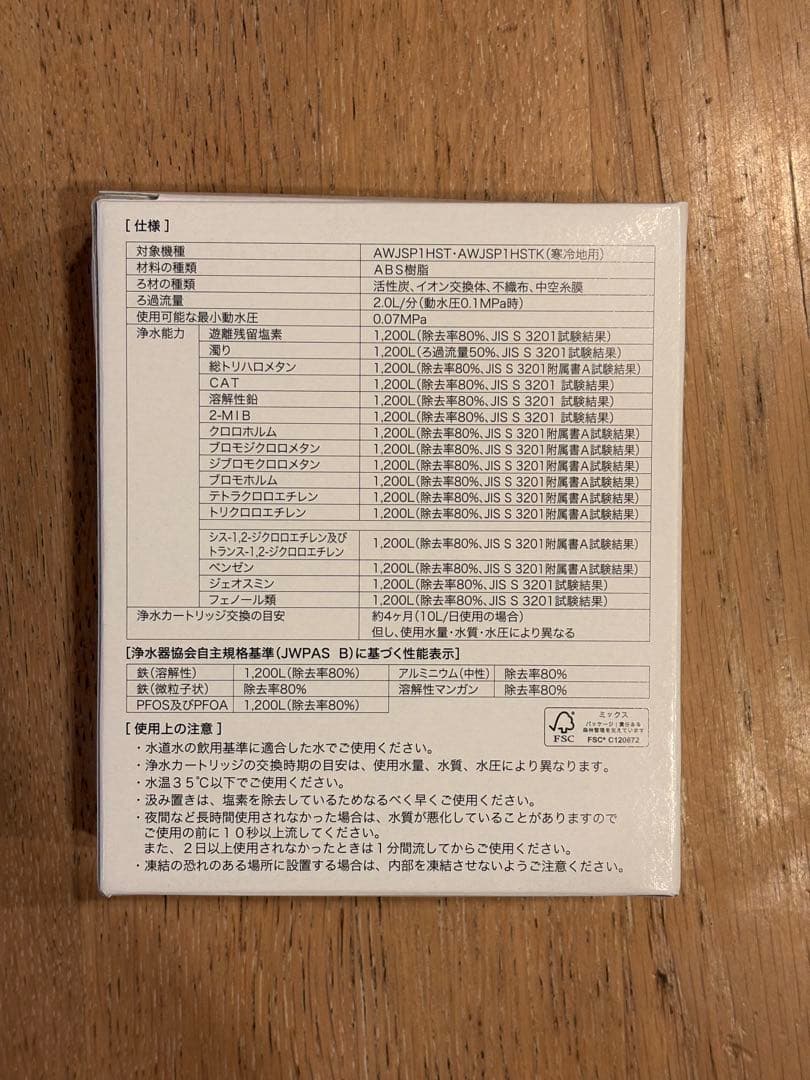 [ 仕様 ]
対象機種 AWJSP1HST・AWJSP1HSTK(寒冷地用)
材料の種類 ABS樹脂
ろ材の種類 活性炭、イオン交換体、不織布、中空糸膜
ろ過流量 2.0L/分(動水圧0.1MPa時)
使用可能な最小動水圧 0.07MPa
浄水能力 遊離残留塩素 1,200L(除去率80%、JIS S 3201試験結果)
濁り 1,200L(ろ過流量50%、JIS S 3201試験結果)
総トリハロメタン 1,200L(除去率80%、JIS S 3201附属書A試験結果)
CAT 1,200L(除去率80%、JIS S 3201 試験結果)
溶解性鉛 1,200L(除去率80%、JIS S 3201 試験結果)
2-MIB 1,200L(除去率80%、JIS S 3201 試験結果)
クロロホルム 1,200L(除去率80%、JIS S 3201附属書A試験結果)
ブロモジクロロメタン 1,200L(除去率80%、JIS S 3201附属書A試験結果)
ジブロモクロロメタン 1,200L(除去率80%、JIS S 3201附属書A試験結果)
ブロモホルム 1,200L(除去率80%、JIS S 3201附属書A試験結果)
テトラクロロエチレン 1,200L(除去率80%、JIS S 3201附属書A試験結果)
トリクロロエチレン 1,200L(除去率80%、JIS S 3201附属書A試験結果)
シス-1,2-ジクロロエチレン及び
トランス-1,2-ジクロロエチレン 1,200L(除去率80%、JIS S 3201附属書A試験結果)
ベンゼン 1,200L(除去率80%、JIS S 3201附属書A試験結果)
ジェオスミン 1,200L(除去率80%、JIS S 3201試験結果)
フェノール類 1,200L(除去率80%、JIS S 3201試験結果)
浄水カートリッジ交換の目安 約4ヶ月(10L/日使用の場合)
但し、使用水量・水質・水圧により異なる
[浄水器協会自主規格基準(JWPAS B)に基づく性能表示]
鉄(溶解性) 1,200L(除去率80%) アルミニウム(中性) 除去率80%
鉄(微粒子状) 除去率80% 溶解性マンガン 除去率80%
PFOS及びPFOA 1,200L(除去率80%)
FSC
ミックス
パッケージ|責任ある
森林管理を支えています
FSC® C120672
[ 使用上の注意 ]
・水道水の飲用基準に適合した水でご使用ください。
・浄水カートリッジの交換時期の目安は、使用水量、水質、水圧により異なります。
・水温35℃以下でご使用ください。
・汲み置きは、塩素を除去しているためなるべく早くご使用ください。
・夜間など長時間使用されなかった場合は、水質が悪化していることがありますので
ご使用の前に10秒以上流してください。
また、2日以上使用されなかったときは1分間流してからご使用ください。
・凍結の恐れのある場所に設置する場合は、内部を凍結させないようご注意ください。